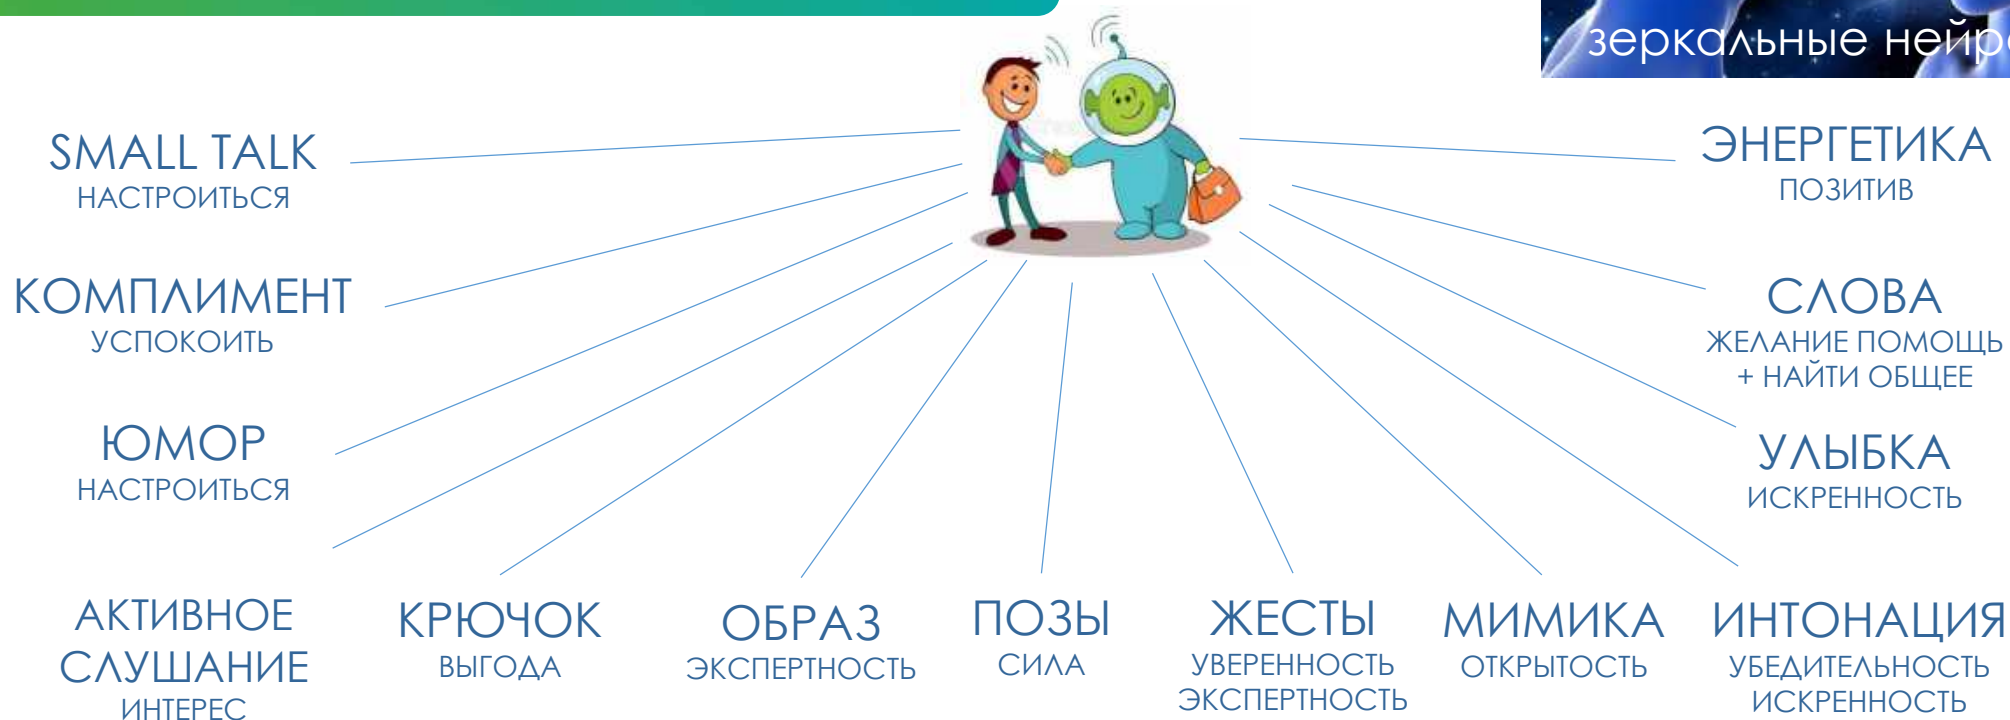 зеркальные
SMALL TALK
НАСТРОИТЬСЯ
КОМПЛИМЕНТ
УСПОКОИТЬ
ЮМОР
НАСТРОИТЬСЯ
АКТИВНОЕ
СЛУШАНИЕ
ИНТЕРЕС
КРЮЧОК
ВЫГОДА
ОБРАЗ
ЭКСПЕРТНОСТЬ
ПОЗЫ
СИЛА
ЖЕСТЫ
УВЕРЕННОСТЬ
ЭКСПЕРТНОСТЬ
МИМИКА
ОТКРЫТОСТЬ
ИНТОНАЦИЯ
УБЕДИТЕЛЬНОСТЬ
ИСКРЕННОСТЬ
УЛЫБКА
ИСКРЕННОСТЬ
СЛОВА
ЖЕЛАНИЕ ПОМОЩЬ
+ НАЙТИ ОБЩЕЕ
ЭНЕРГЕТИКА
ПОЗИТИВ